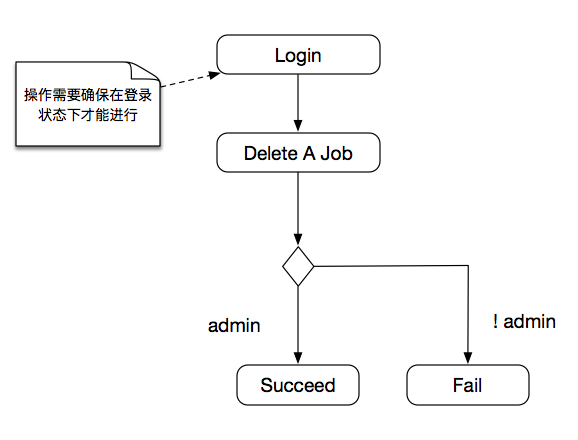 Login
操作需要确保在登录
状态下才能进行
Delete A Job
admin
! admin
Succeed
Fail